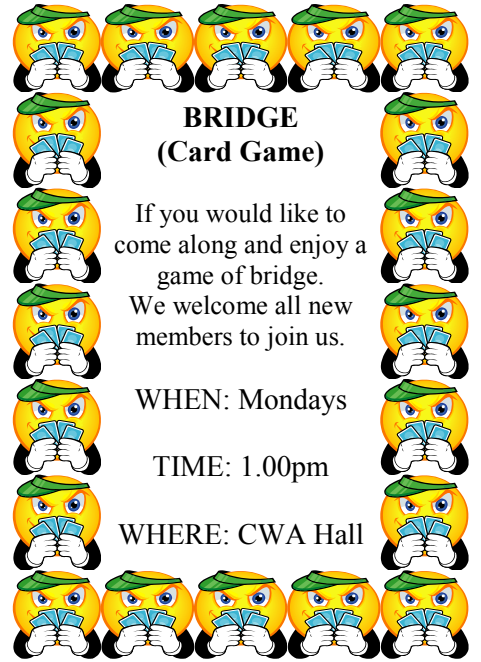 BRIDGE
(Card Game)
If you would like to
come along and enjoy a
game of bridge.
We welcome all new
members to join us.
WHEN: Mondays
TIME: 1.00pm
WHERE: CWA Hall